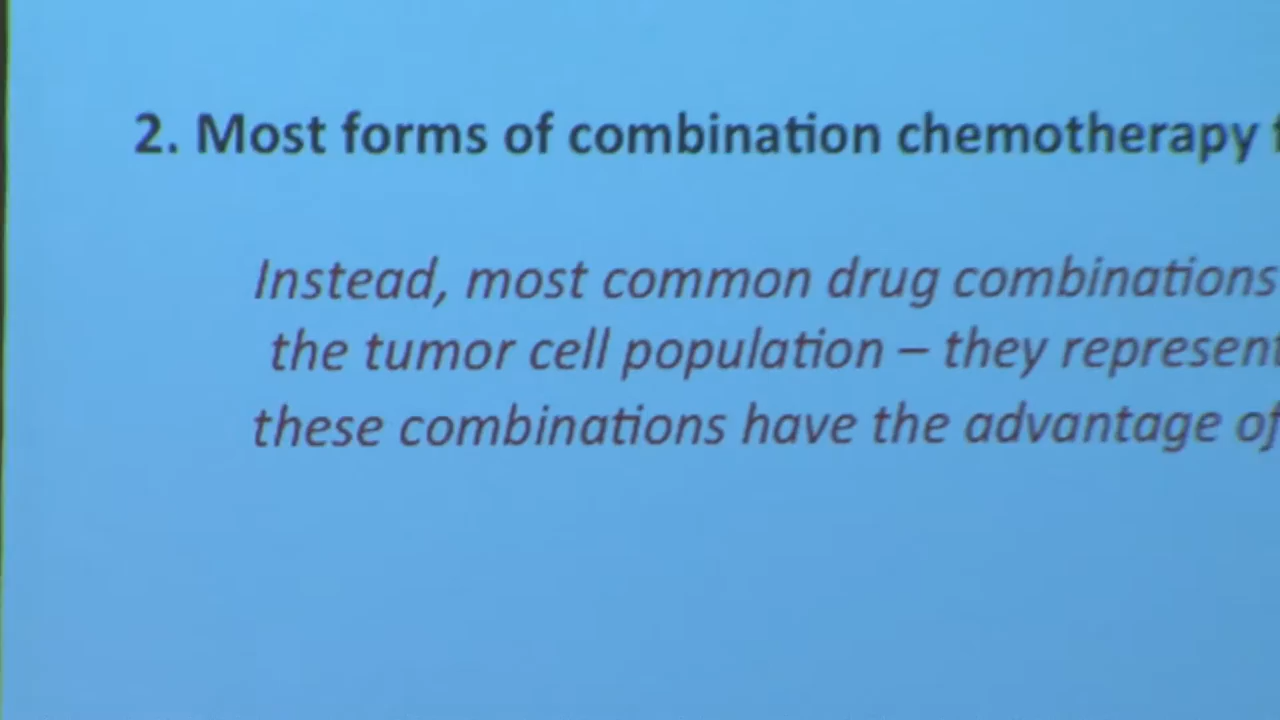 2. Most forms of combination chemotherapy
Instead, most common drug combinations
the tumor cell population – they represent
these combinations have the advantage of